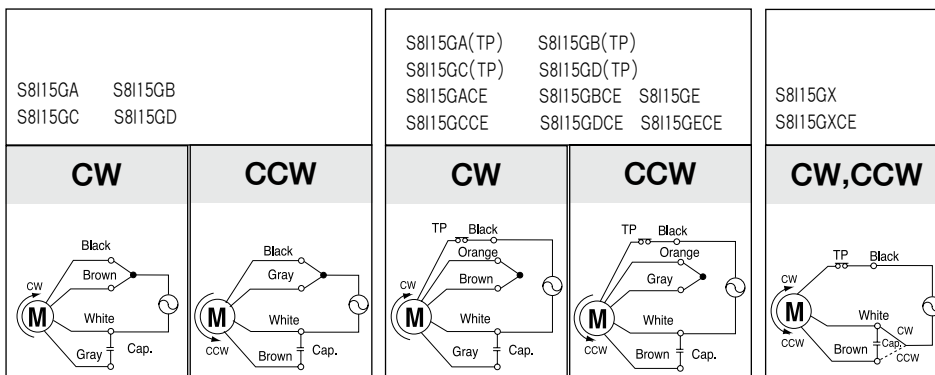 S8I15GA S8I15GB
S8I15GC S8I15GD
CW CCW
Black
Brown
CW
M
White
Gray Cap.
Black
Gray
M
White
CCW
Brown Cap.
S8I15GA(TP) S8I15GB(TP)
S8I15GC(TP) S8I15GD(TP)
S8I15GACE S8I15GBCE S8I15GE
S8I15GCCE S8I15GDCE S8I15GECE
CW CCW
TP Black
Orange
Brown
CW
M
White
Gray Cap.
TP Black
Orange
Gray
M
White
CCW
Brown Cap.
S8I15GX
S8I15GXCE
CW,CCW
TP Black
CW
M
White
CW
CCW
Brown Cap.
CCW